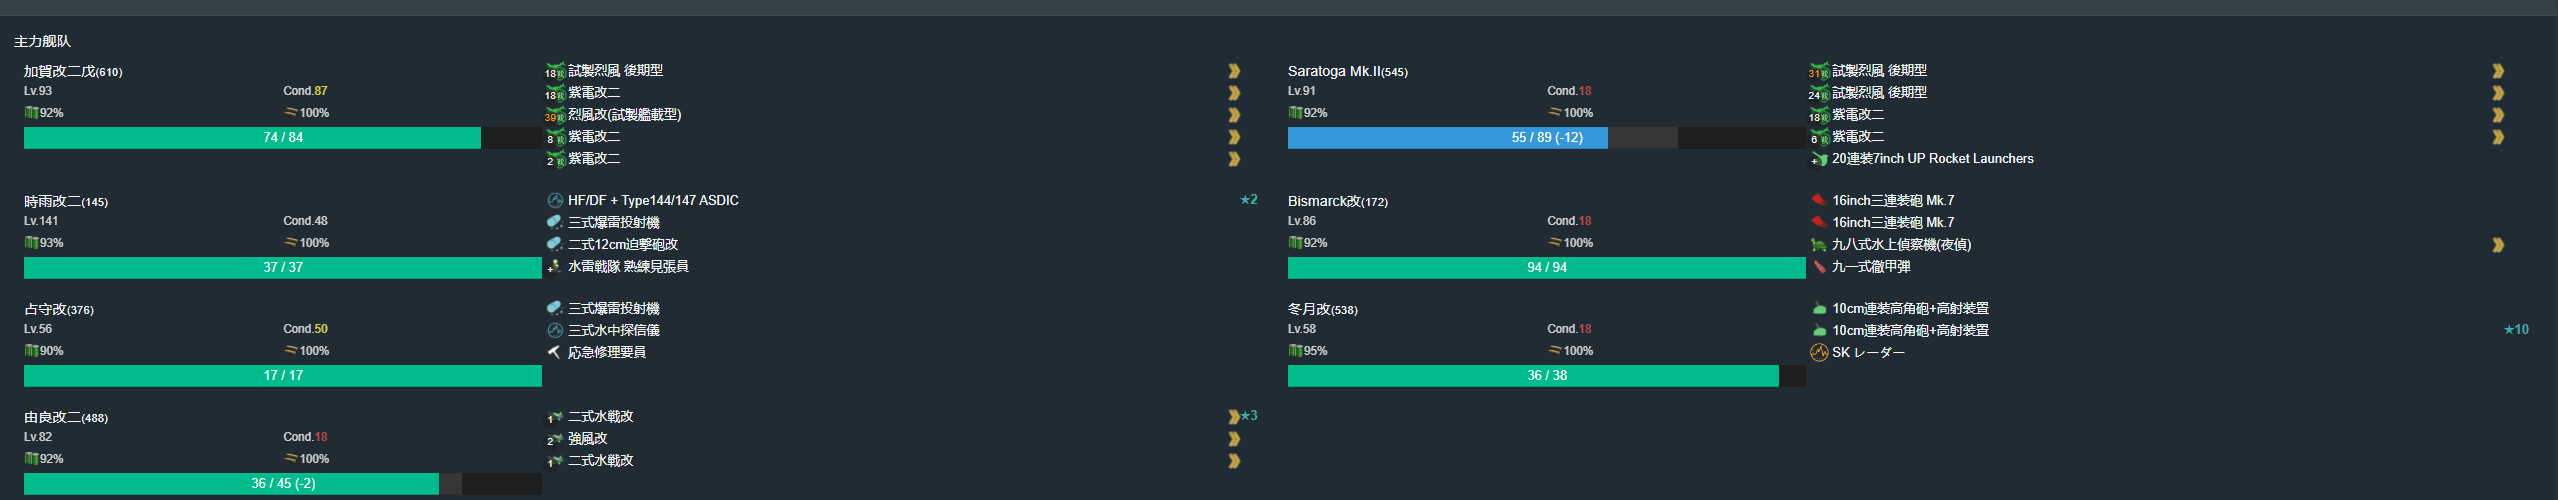 主力舰队
加賀改二戊(610)
Lv.93 Cond.87
92% 100%
74 / 84
18 試製烈風 後期型
18 紫電改二
39 烈風改(試製艦載型)
8 紫電改二
2 紫電改二
Saratoga Mk.II(545)
Lv.91 Cond.18
92% 100%
55 / 89 (-12)
31 試製烈風 後期型
24 試製烈風 後期型
18 紫電改二
6 紫電改二
+ 20連装7inch UP Rocket Launchers
時雨改二(145)
Lv.141 Cond.48
93% 100%
37 / 37
HF/DF + Type144/147 ASDIC ★2
三式爆雷投射機
二式12cm迫撃砲改
+ 水雷戦隊 熟練見張員
Bismarck改(172)
Lv.86 Cond.18
92% 100%
94 / 94
16inch三連装砲 Mk.7
16inch三連装砲 Mk.7
九八式水上偵察機(夜偵)
九一式徹甲弾
占守改(376)
Lv.56 Cond.50
90% 100%
17 / 17
三式爆雷投射機
三式水中探信儀
応急修理要員
冬月改(538)
Lv.58 Cond.18
95% 100%
36 / 38
10cm連装高角砲+高射装置
10cm連装高角砲+高射装置 ★10
SK レーダー
由良改二(488)
Lv.82 Cond.18
92% 100%
36 / 45 (-2)
1 二式水戦改 ★3
2 強風改
1 二式水戦改